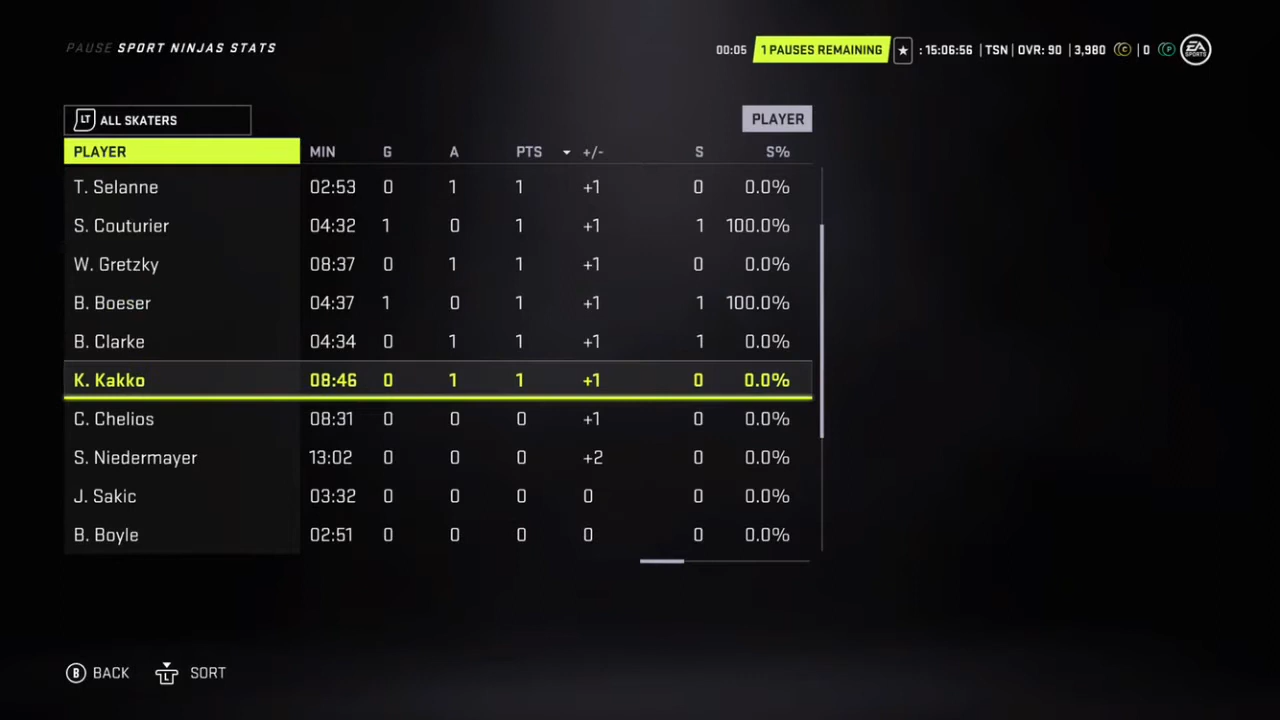 PAUSE SPORT NINJAS STATS
00:05 1 PAUSES REMAINING ★ : 15:06:56 | TSN | OVR: 90 | 3,980 C | 0 P EA SPORTS
LT ALL SKATERS PLAYER
PLAYER MIN G A PTS +/- S S%
T. Selanne 02:53 0 1 1 +1 0 0.0%
S. Couturier 04:32 1 0 1 +1 1 100.0%
W. Gretzky 08:37 0 1 1 +1 0 0.0%
B. Boeser 04:37 1 0 1 +1 1 100.0%
B. Clarke 04:34 0 1 1 +1 1 0.0%
K. Kakko 08:46 0 1 1 +1 0 0.0%
C. Chelios 08:31 0 0 0 +1 0 0.0%
S. Niedermayer 13:02 0 0 0 +2 0 0.0%
J. Sakic 03:32 0 0 0 0 0 0.0%
B. Boyle 02:51 0 0 0 0 0 0.0%
B BACK L SORT